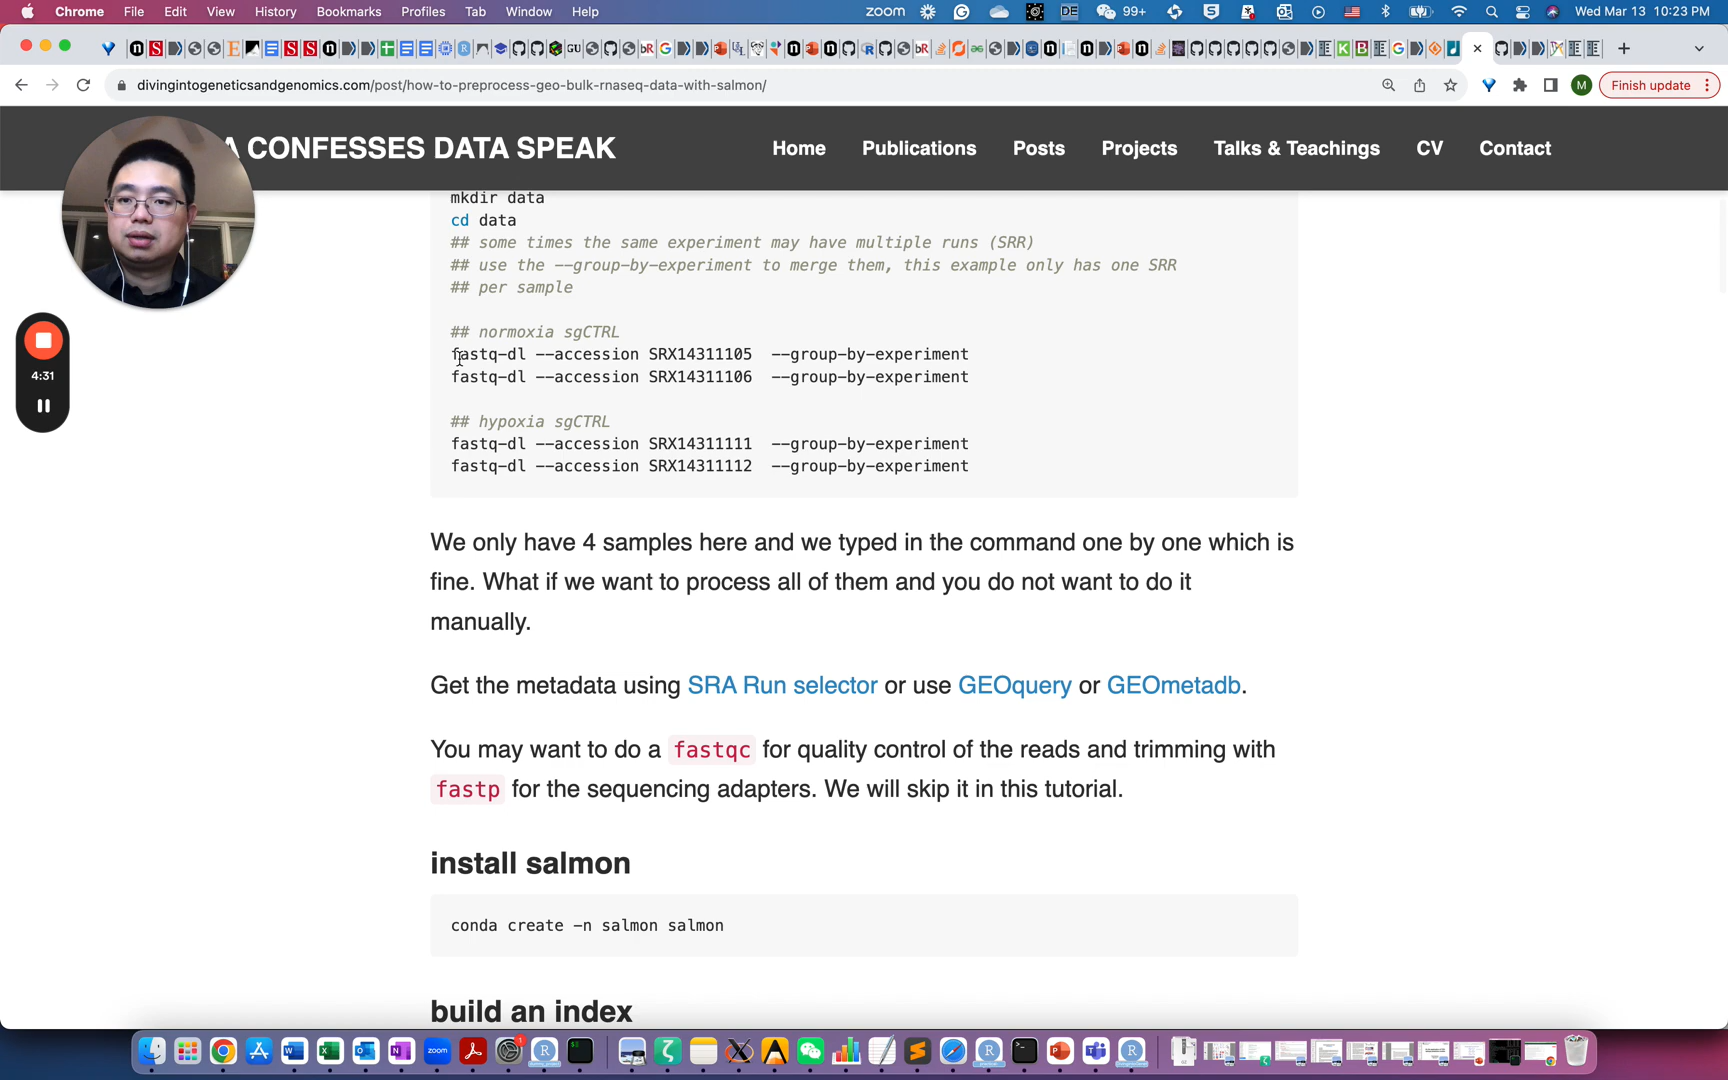 Chrome File Edit View History Bookmarks Profiles Tab Window Help
zoom DE 99+ Wed Mar 13 10:23 PM
divingintogeneticsandgenomics.com/post/how-to-preprocess-geo-bulk-rnaseq-data-with-salmon/
M Finish update
A CONFESSES DATA SPEAK
Home Publications Posts Projects Talks & Teachings CV Contact
mkdir data
cd data
## some times the same experiment may have multiple runs (SRR)
## use the --group-by-experiment to merge them, this example only has one SRR
## per sample
4:31
## normoxia sgCTRL
fastq-dl --accession SRX14311105 --group-by-experiment
fastq-dl --accession SRX14311106 --group-by-experiment
## hypoxia sgCTRL
fastq-dl --accession SRX14311111 --group-by-experiment
fastq-dl --accession SRX14311112 --group-by-experiment
We only have 4 samples here and we typed in the command one by one which is
fine. What if we want to process all of them and you do not want to do it
manually.
Get the metadata using SRA Run selector or use GEOquery or GEOmetadb.
You may want to do a fastqc for quality control of the reads and trimming with
fastp for the sequencing adapters. We will skip it in this tutorial.
install salmon
conda create -n salmon salmon
build an index